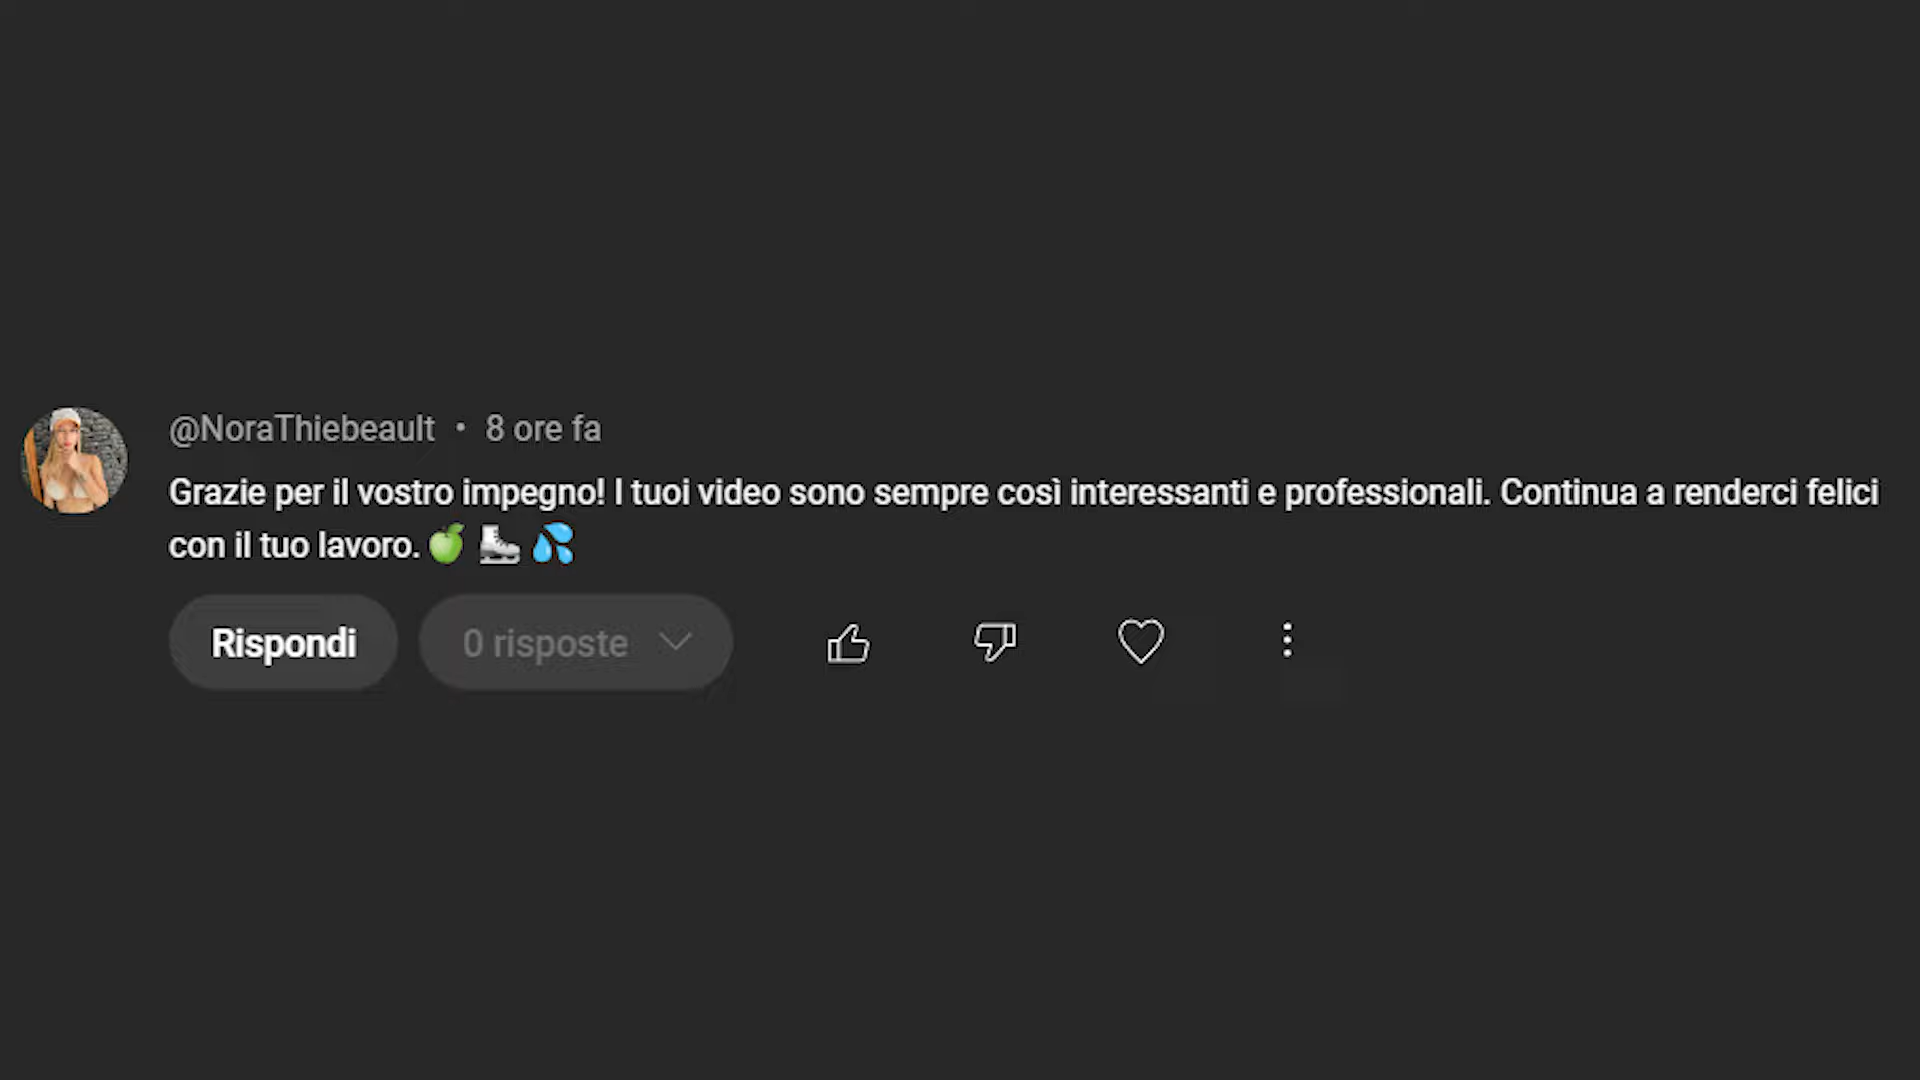 @NoraThiebeault • 8 ore fa
Grazie per il vostro impegno! I tuoi video sono sempre così interessanti e professionali. Continua a renderci felici
con il tuo lavoro. 🍏 ⛸️ 💦
Rispondi 0 risposte